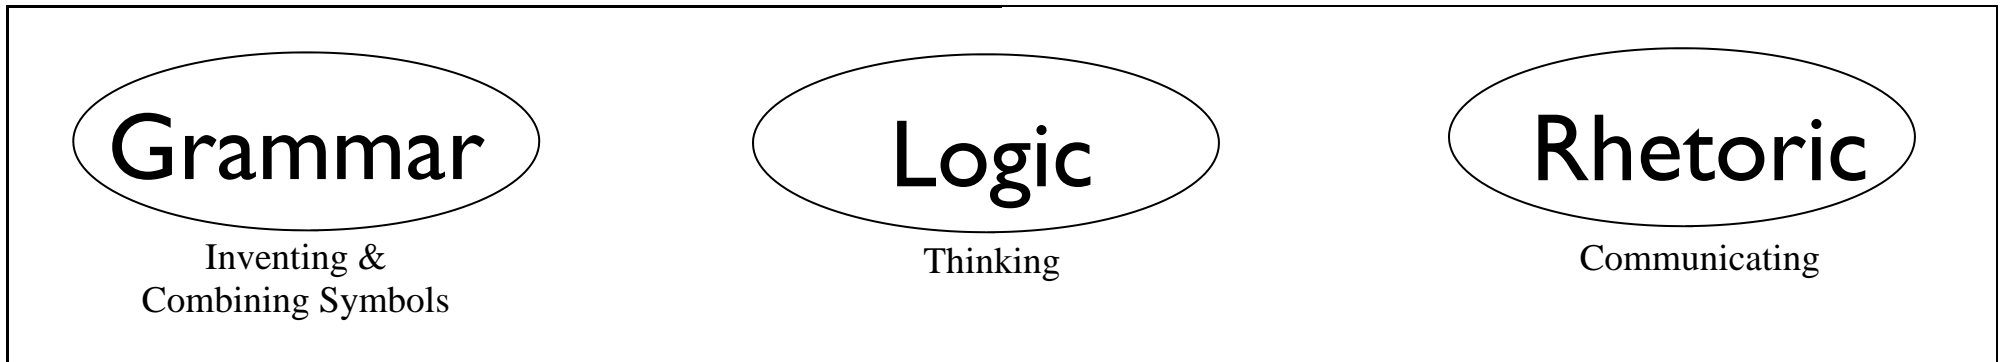 Grammar
Inventing &
Combining Symbols
Logic
Thinking
Rhetoric
Communicating